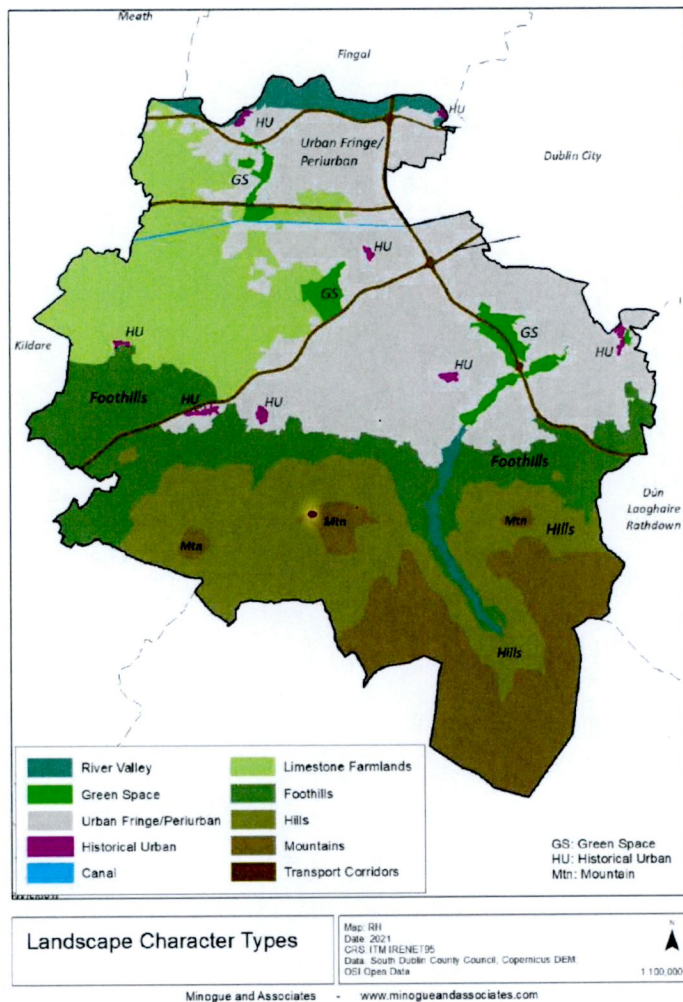 Meath
Fingal
HU
HU
Urban Fringe/
Periurban
Dublin City
GS
HU
GS
GS
HU
HU
Kildare
HU
Foothills
HU
HU
Foothills
Dún
Laoghaire
Rathdown
Mtn
Mtn
Hills
Mtn
Hills
River Valley
Green Space
Urban Fringe/Periurban
Historical Urban
Canal
Limestone Farmlands
Foothills
Hills
Mountains
Transport Corridors
GS: Green Space
HU: Historical Urban
Mtn: Mountain
Landscape Character Types
Map: RH
Date: 2021
CRS: ITM IRENET95
Data: South Dublin County Council, Copernicus DEM,
OSI Open Data
N
1:100,000
Minogue and Associates - www.minogueandassociates.com